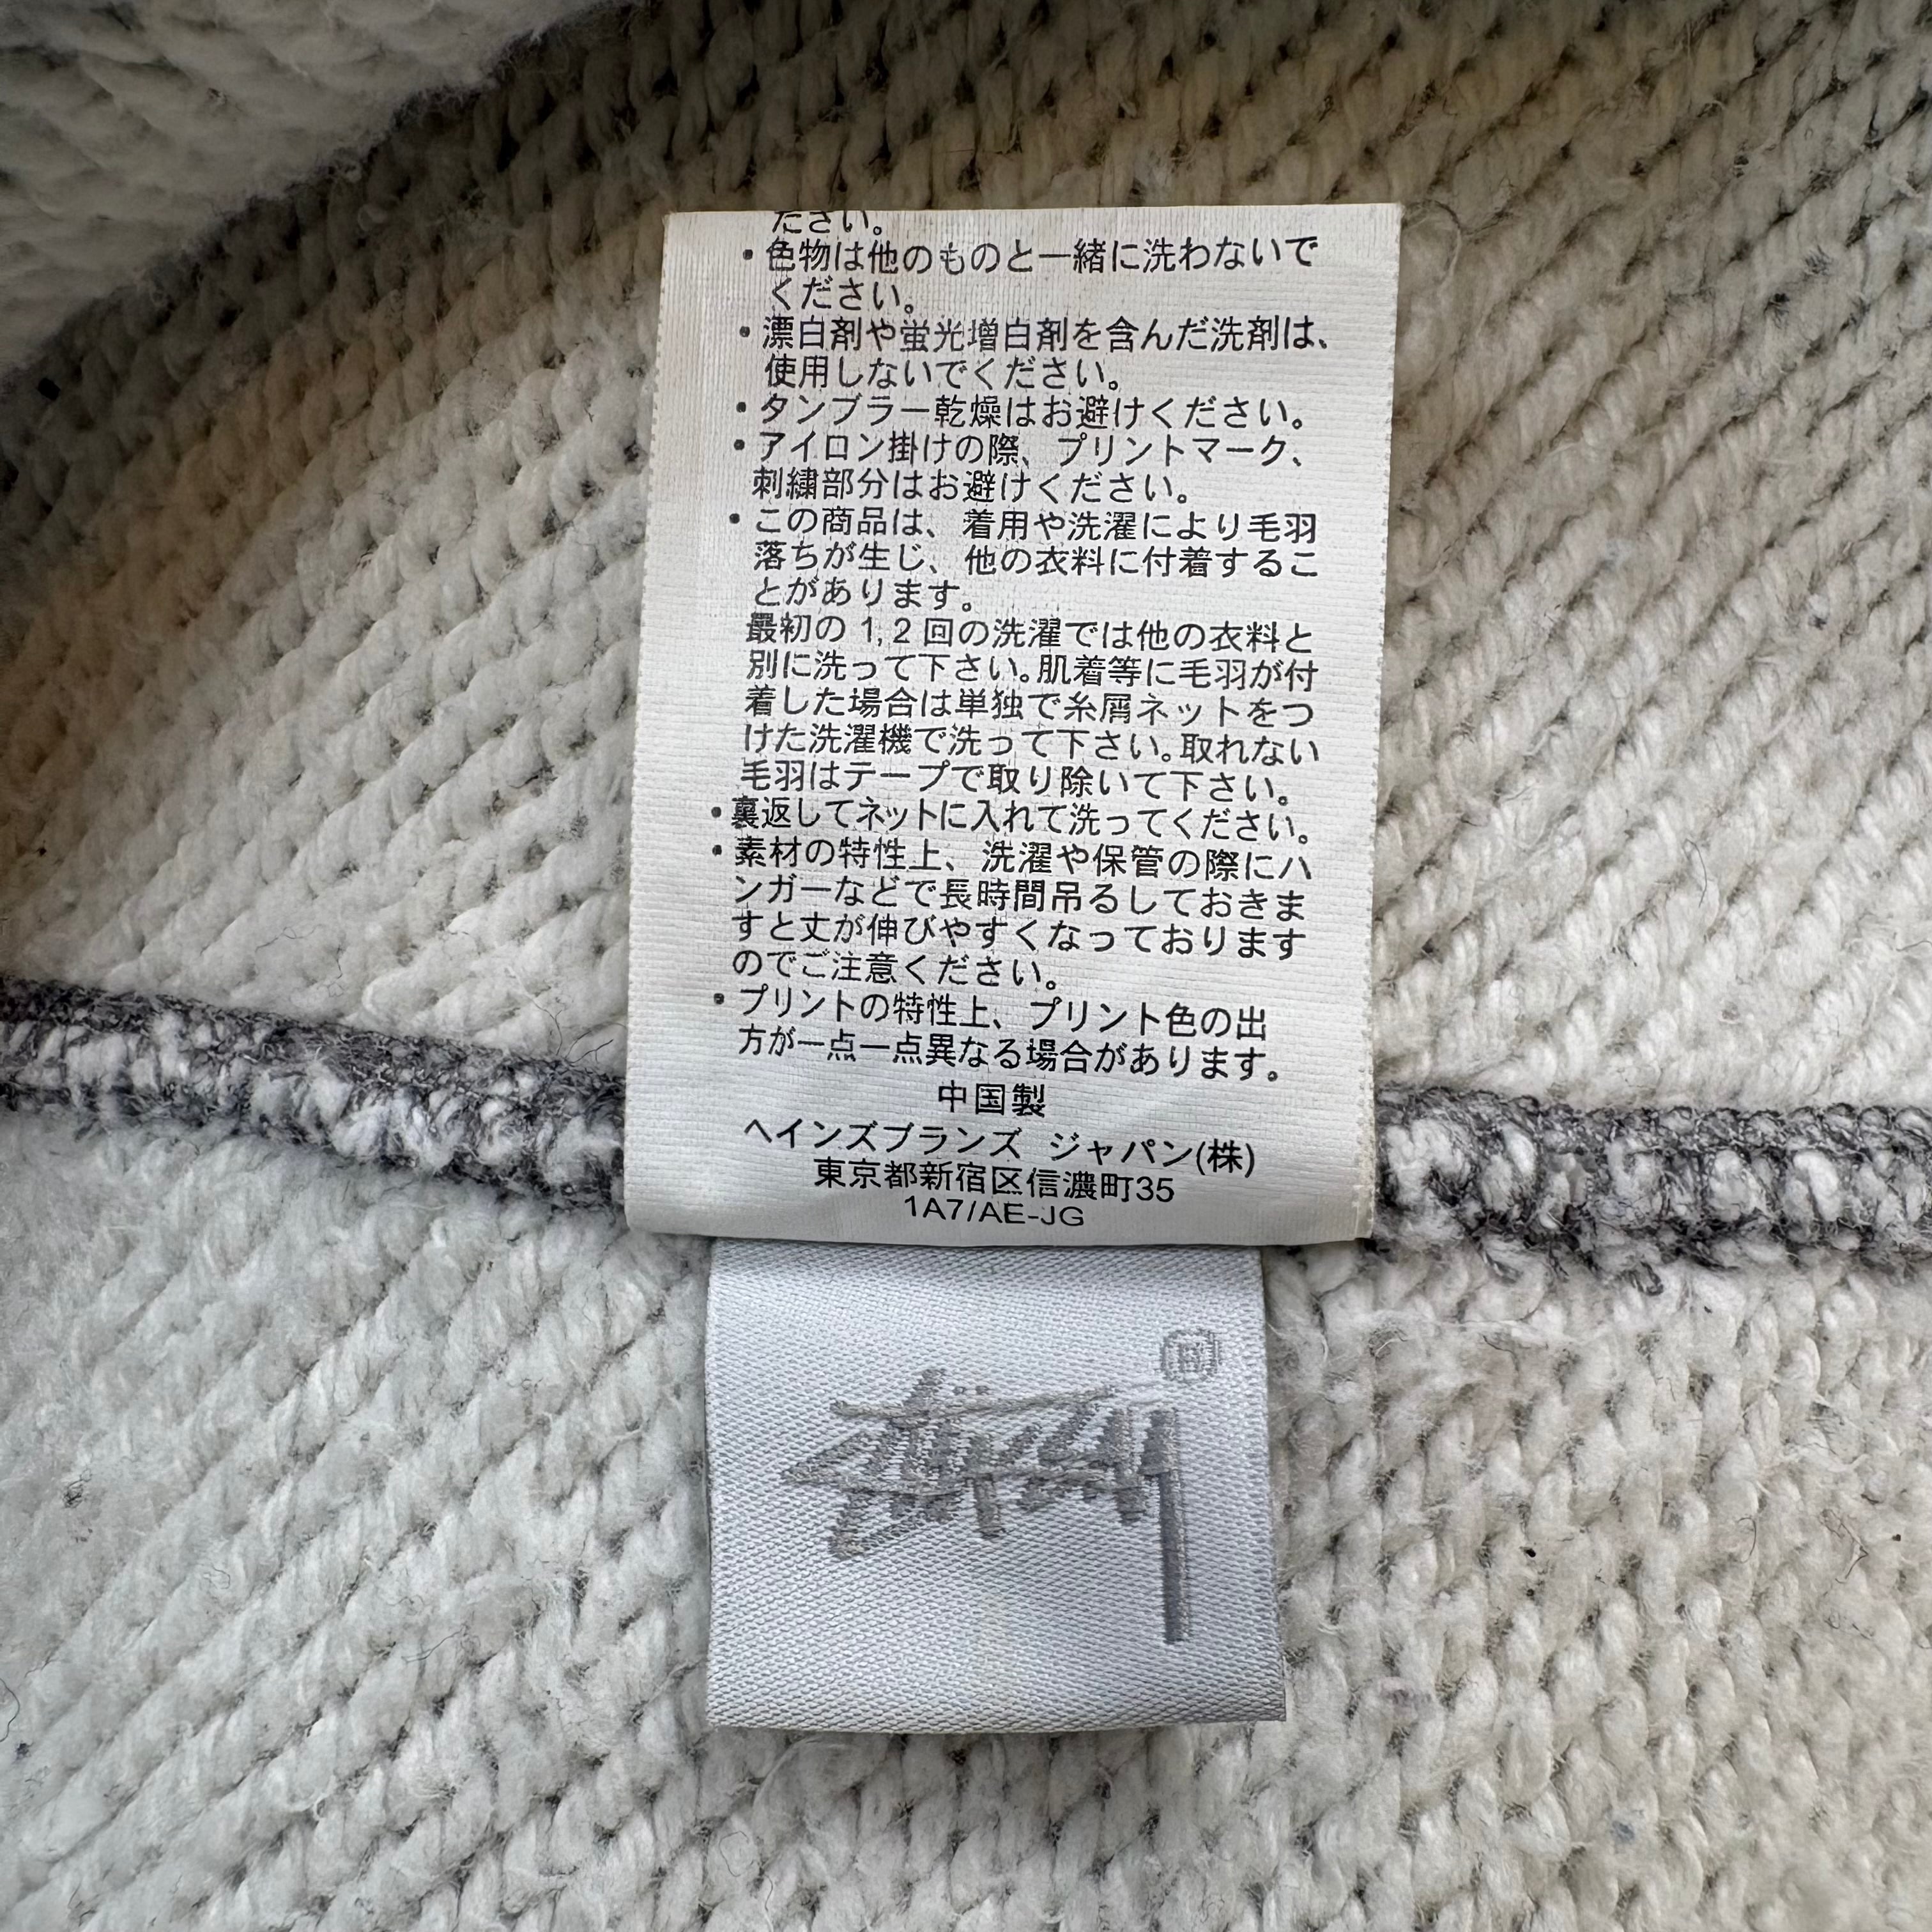 ださい。
・色物は他のものと一緒に洗わないで
ください。
・漂白剤や蛍光増白剤を含んだ洗剤は、
使用しないでください。
・タンブラー乾燥はお避けください。
・アイロン掛けの際、プリントマーク、
刺繍部分はお避けください。
・この商品は、着用や洗濯により毛羽
落ちが生じ、他の衣料に付着するこ
とがあります。
最初の 1,2 回の洗濯では他の衣料と
別に洗って下さい。肌着等に毛羽が付
着した場合は単独で糸屑ネットをつ
けた洗濯機で洗って下さい。取れない
毛羽はテープで取り除いて下さい。
・裏返してネットに入れて洗ってください。
・素材の特性上、洗濯や保管の際にハ
ンガーなどで長時間吊るしておきま
すと丈が伸びやすくなっております
のでご注意ください。
・プリントの特性上、プリント色の出
方が一点一点異なる場合があります。
中国製
ヘインズブランズ ジャパン(株)
東京都新宿区信濃町35
1A7/AE-JG
Stüssy ®